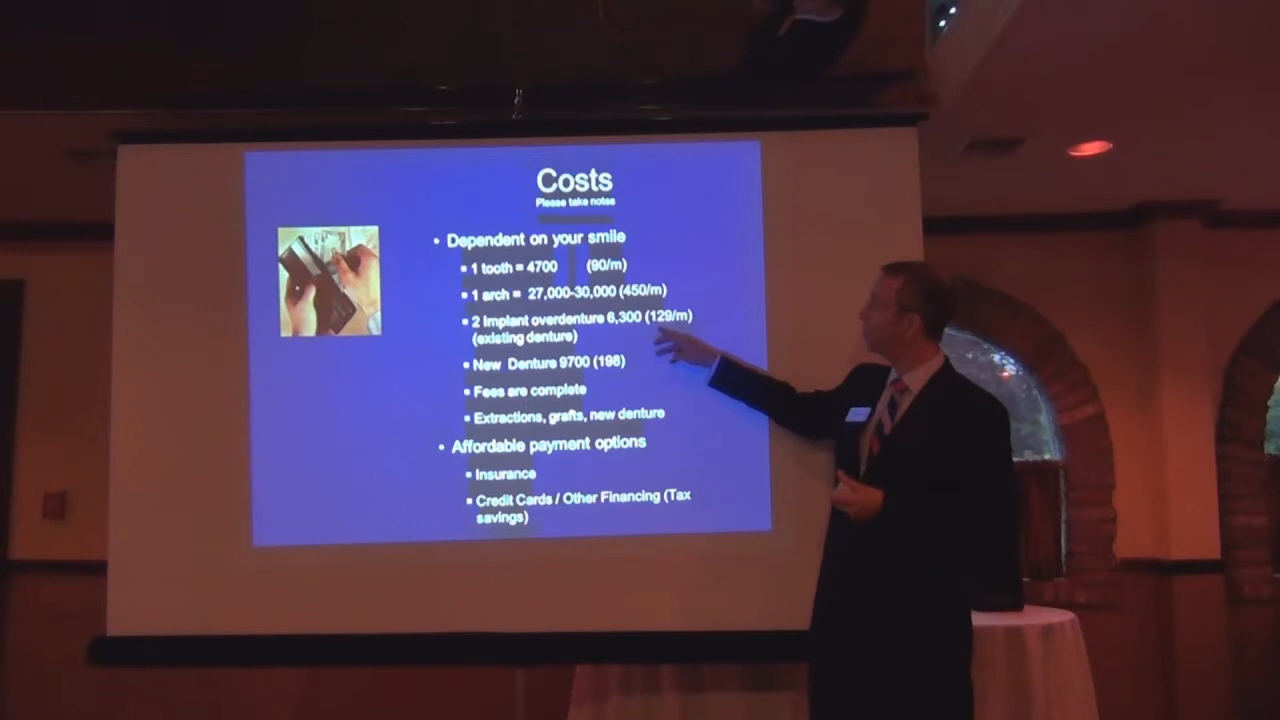 Costs
Please take notes
• Dependent on your smile
▪ 1 tooth = 4700 (90/m)
▪ 1 arch = 27,000-30,000 (450/m)
▪ 2 Implant overdenture 6,300 (129/m)
(existing denture)
▪ New Denture 9700 (198)
▪ Fees are complete
▪ Extractions, grafts, new denture
• Affordable payment options
▪ Insurance
▪ Credit Cards / Other Financing (Tax
savings)